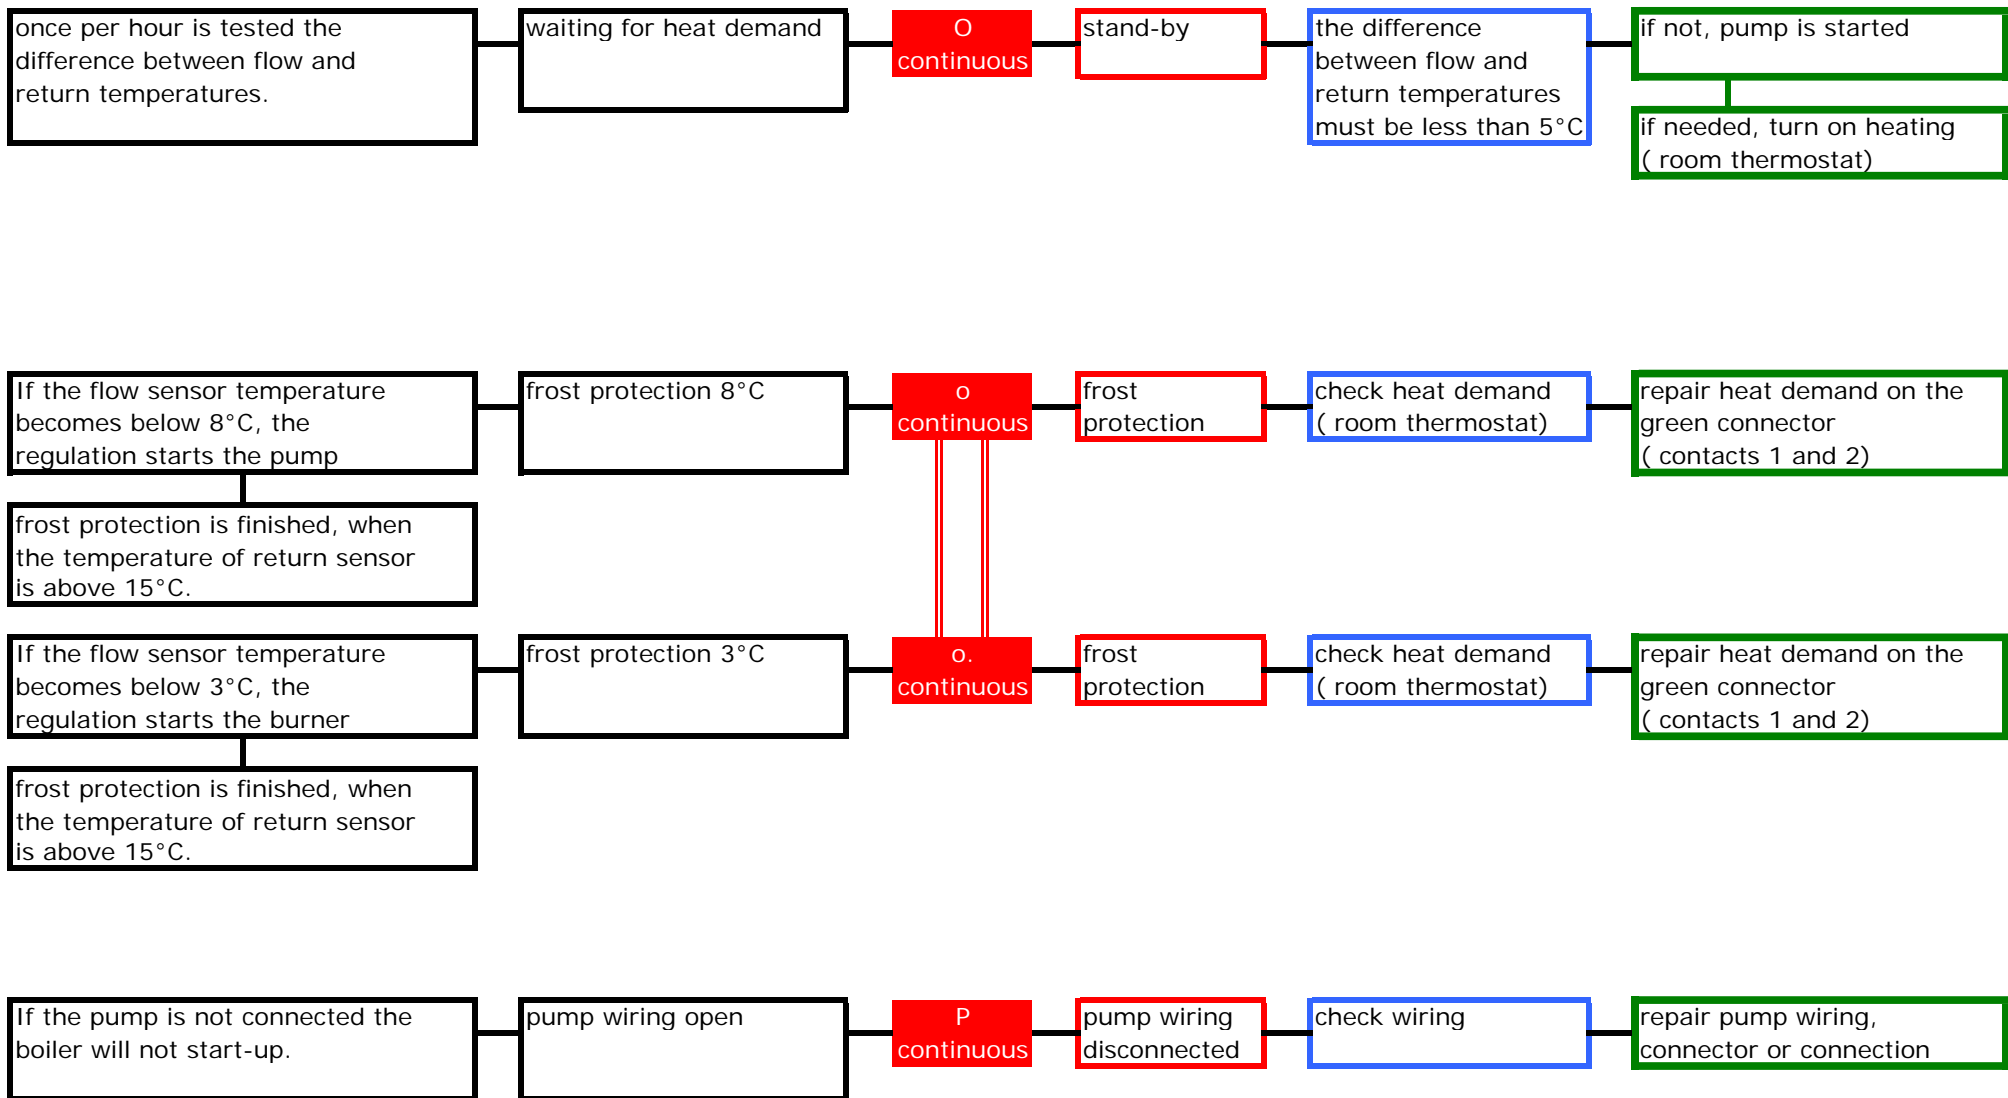 once per hour is tested the
difference between flow and
return temperatures.
waiting for heat demand
O
continuous
stand-by
the difference
between flow and
return temperatures
must be less than 5°C
if not, pump is started
if needed, turn on heating
( room thermostat)
If the flow sensor temperature
becomes below 8°C, the
regulation starts the pump
frost protection 8°C
o
continuous
frost
protection
check heat demand
( room thermostat)
repair heat demand on the
green connector
( contacts 1 and 2)
frost protection is finished, when
the temperature of return sensor
is above 15°C.
If the flow sensor temperature
becomes below 3°C, the
regulation starts the burner
frost protection 3°C
o.
continuous
frost
protection
check heat demand
( room thermostat)
repair heat demand on the
green connector
( contacts 1 and 2)
frost protection is finished, when
the temperature of return sensor
is above 15°C.
If the pump is not connected the
boiler will not start-up.
pump wiring open
P
continuous
pump wiring
disconnected
check wiring
repair pump wiring,
connector or connection